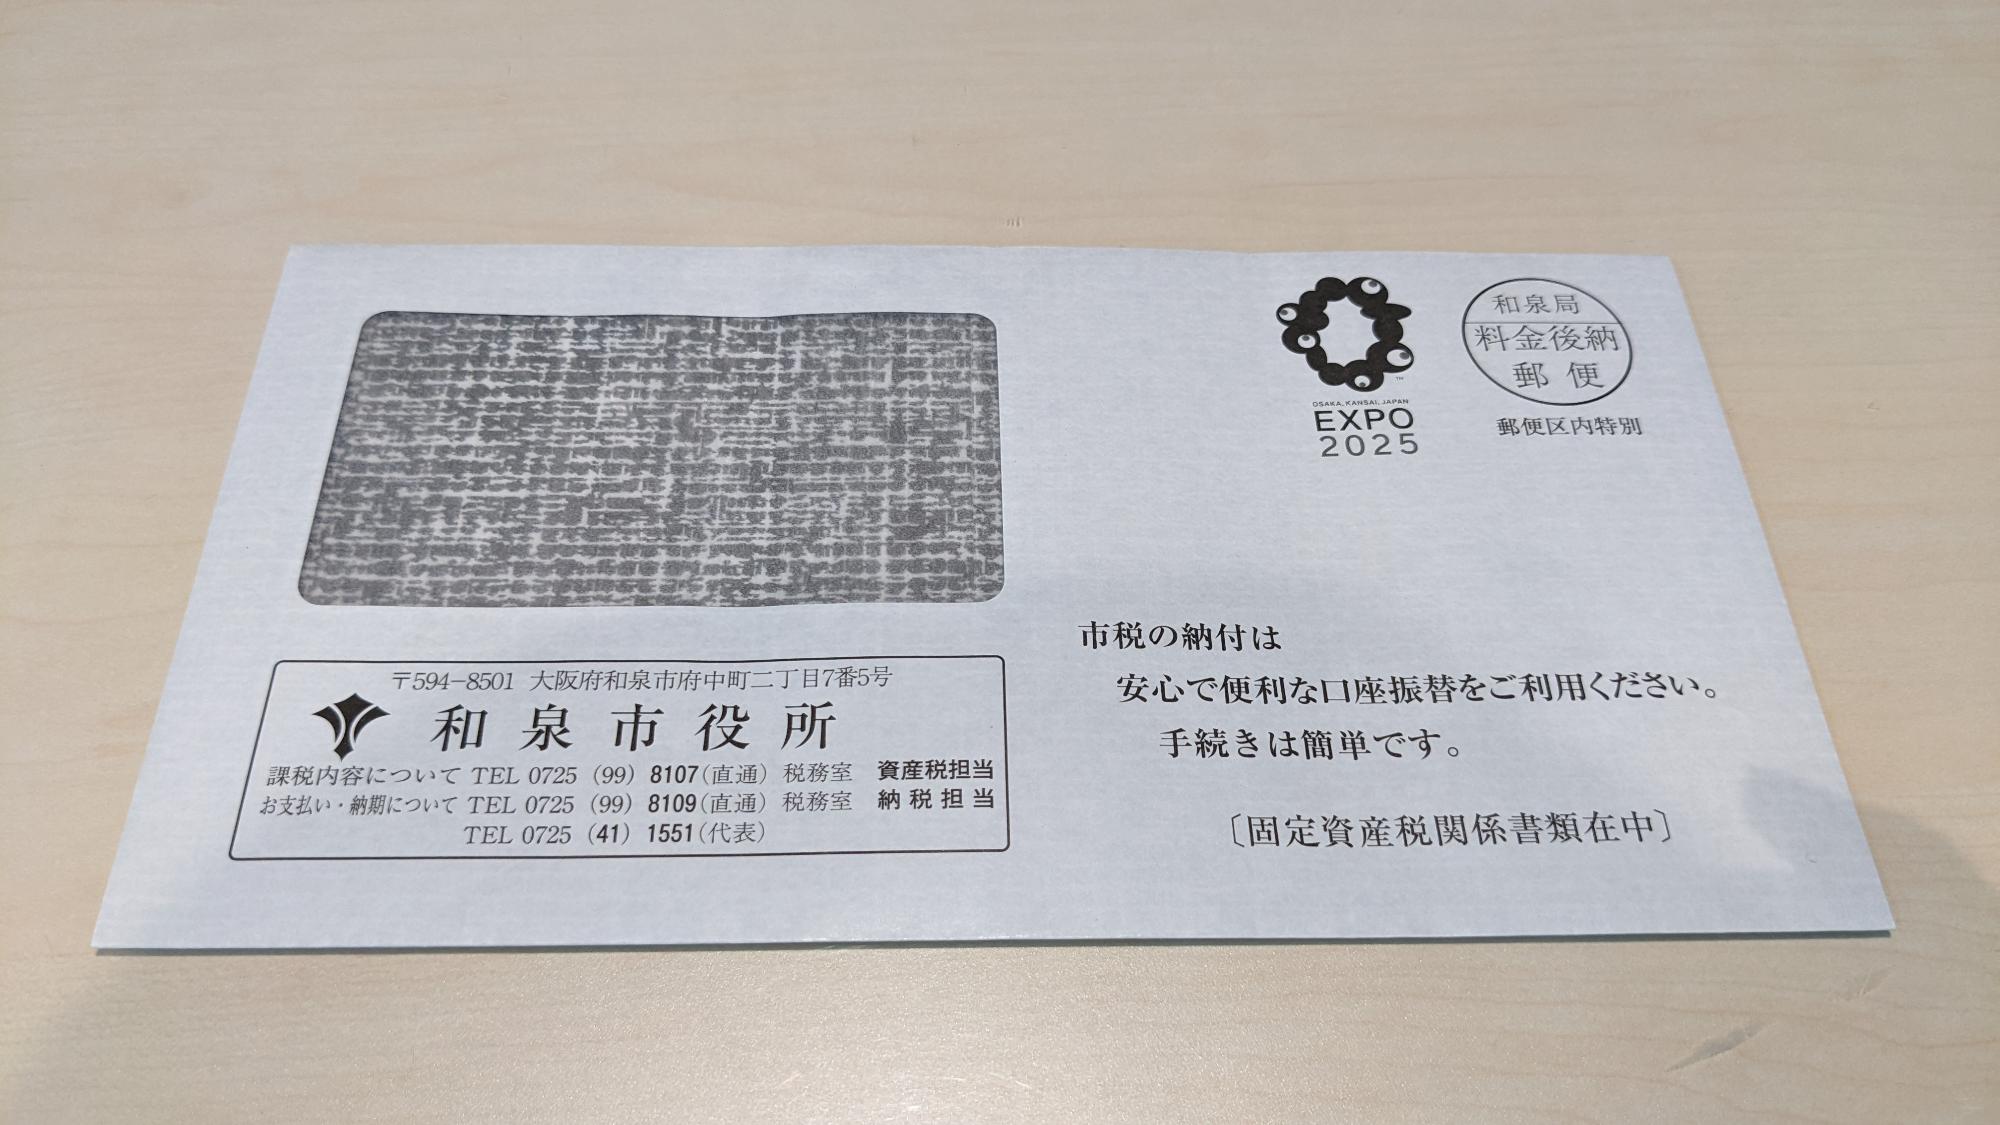 OSAKA, KANSAI, JAPAN
EXPO
2025
™
和泉局
料金後納
郵便
郵便区内特別
〒594-8501 大阪府和泉市府中町二丁目7番5号
和泉市役所
課税内容について TEL 0725 (99) 8107(直通) 税務室 資産税担当
お支払い・納期について TEL 0725 (99) 8109(直通) 税務室 納税担当
TEL 0725 (41) 1551(代表)
市税の納付は
安心で便利な口座振替をご利用ください。
手続きは簡単です。
〔固定資産税関係書類在中〕